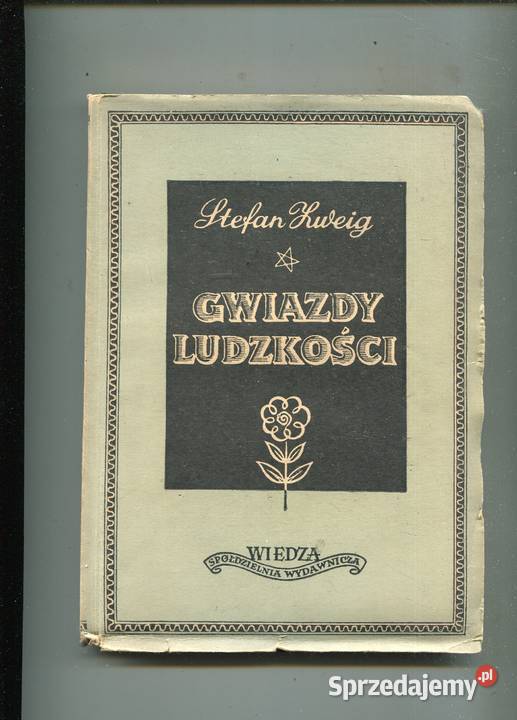 Stefan Zweig
GWIAZDY
LUDZKOŚCI
WIEDZA
SPÓŁDZIELNIA WYDAWNICZA
Sprzedajemy.pl